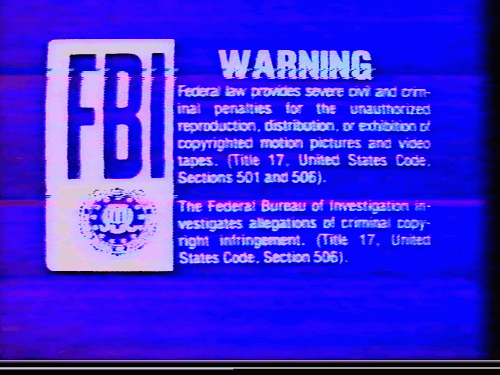 FBI
WARNING
Federal law provides severe civil and crim-
inal penalties for the unauthorized
reproduction, distribution, or exhibition of
copyrighted motion pictures and video
tapes. (Title 17, United States Code,
Sections 501 and 506).
The Federal Bureau of Investigation in-
vestigates allegations of criminal copy-
right infringement. (Title 17, United
States Code, Section 506).